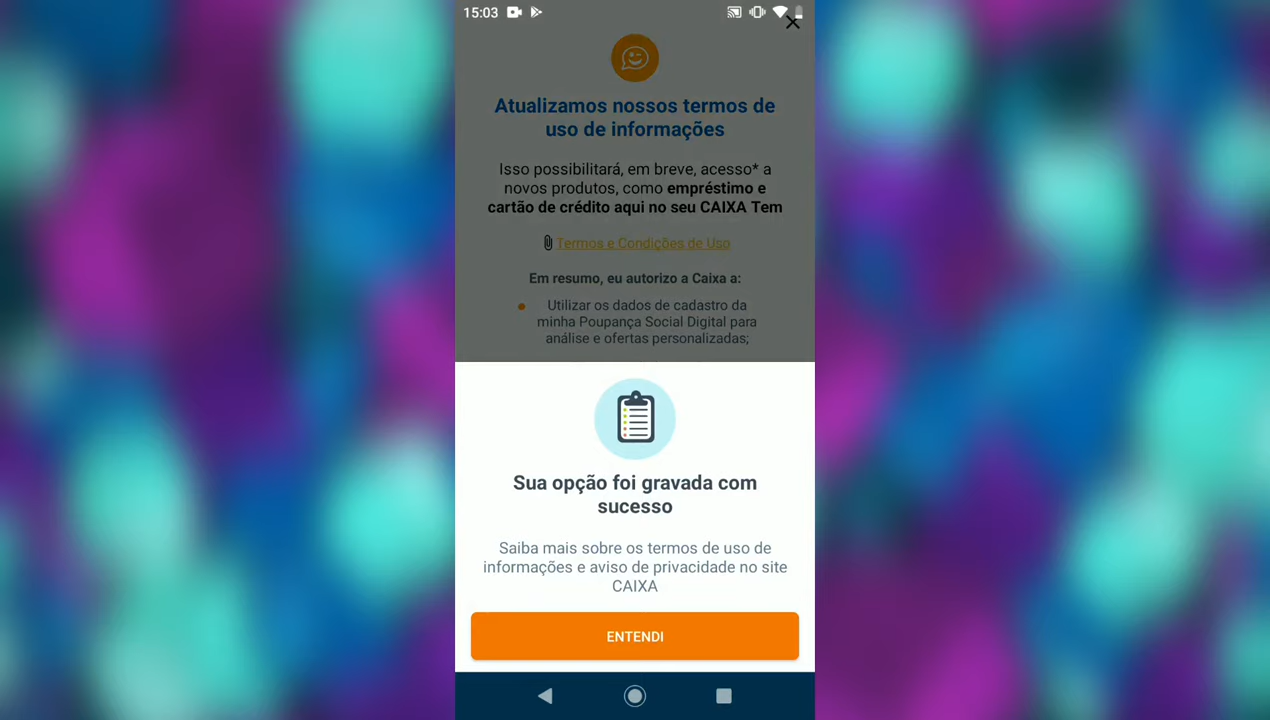 15:03
Atualizamos nossos termos de
uso de informações
Isso possibilitará, em breve, acesso* a
novos produtos, como empréstimo e
cartão de crédito aqui no seu CAIXA Tem
Termos e Condições de Uso
Em resumo, eu autorizo a Caixa a:
Utilizar os dados de cadastro da
minha Poupança Social Digital para
análise e ofertas personalizadas;
Sua opção foi gravada com
sucesso
Saiba mais sobre os termos de uso de
informações e aviso de privacidade no site
CAIXA
ENTENDI